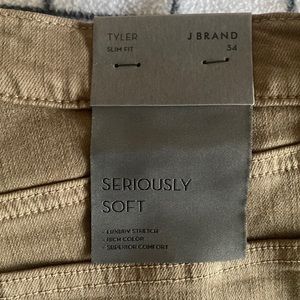 TYLER J BRAND
SLIM FIT 34
SERIOUSLY
SOFT
- LUXURY STRETCH
- RICH COLOR
- SUPERIOR COMFORT